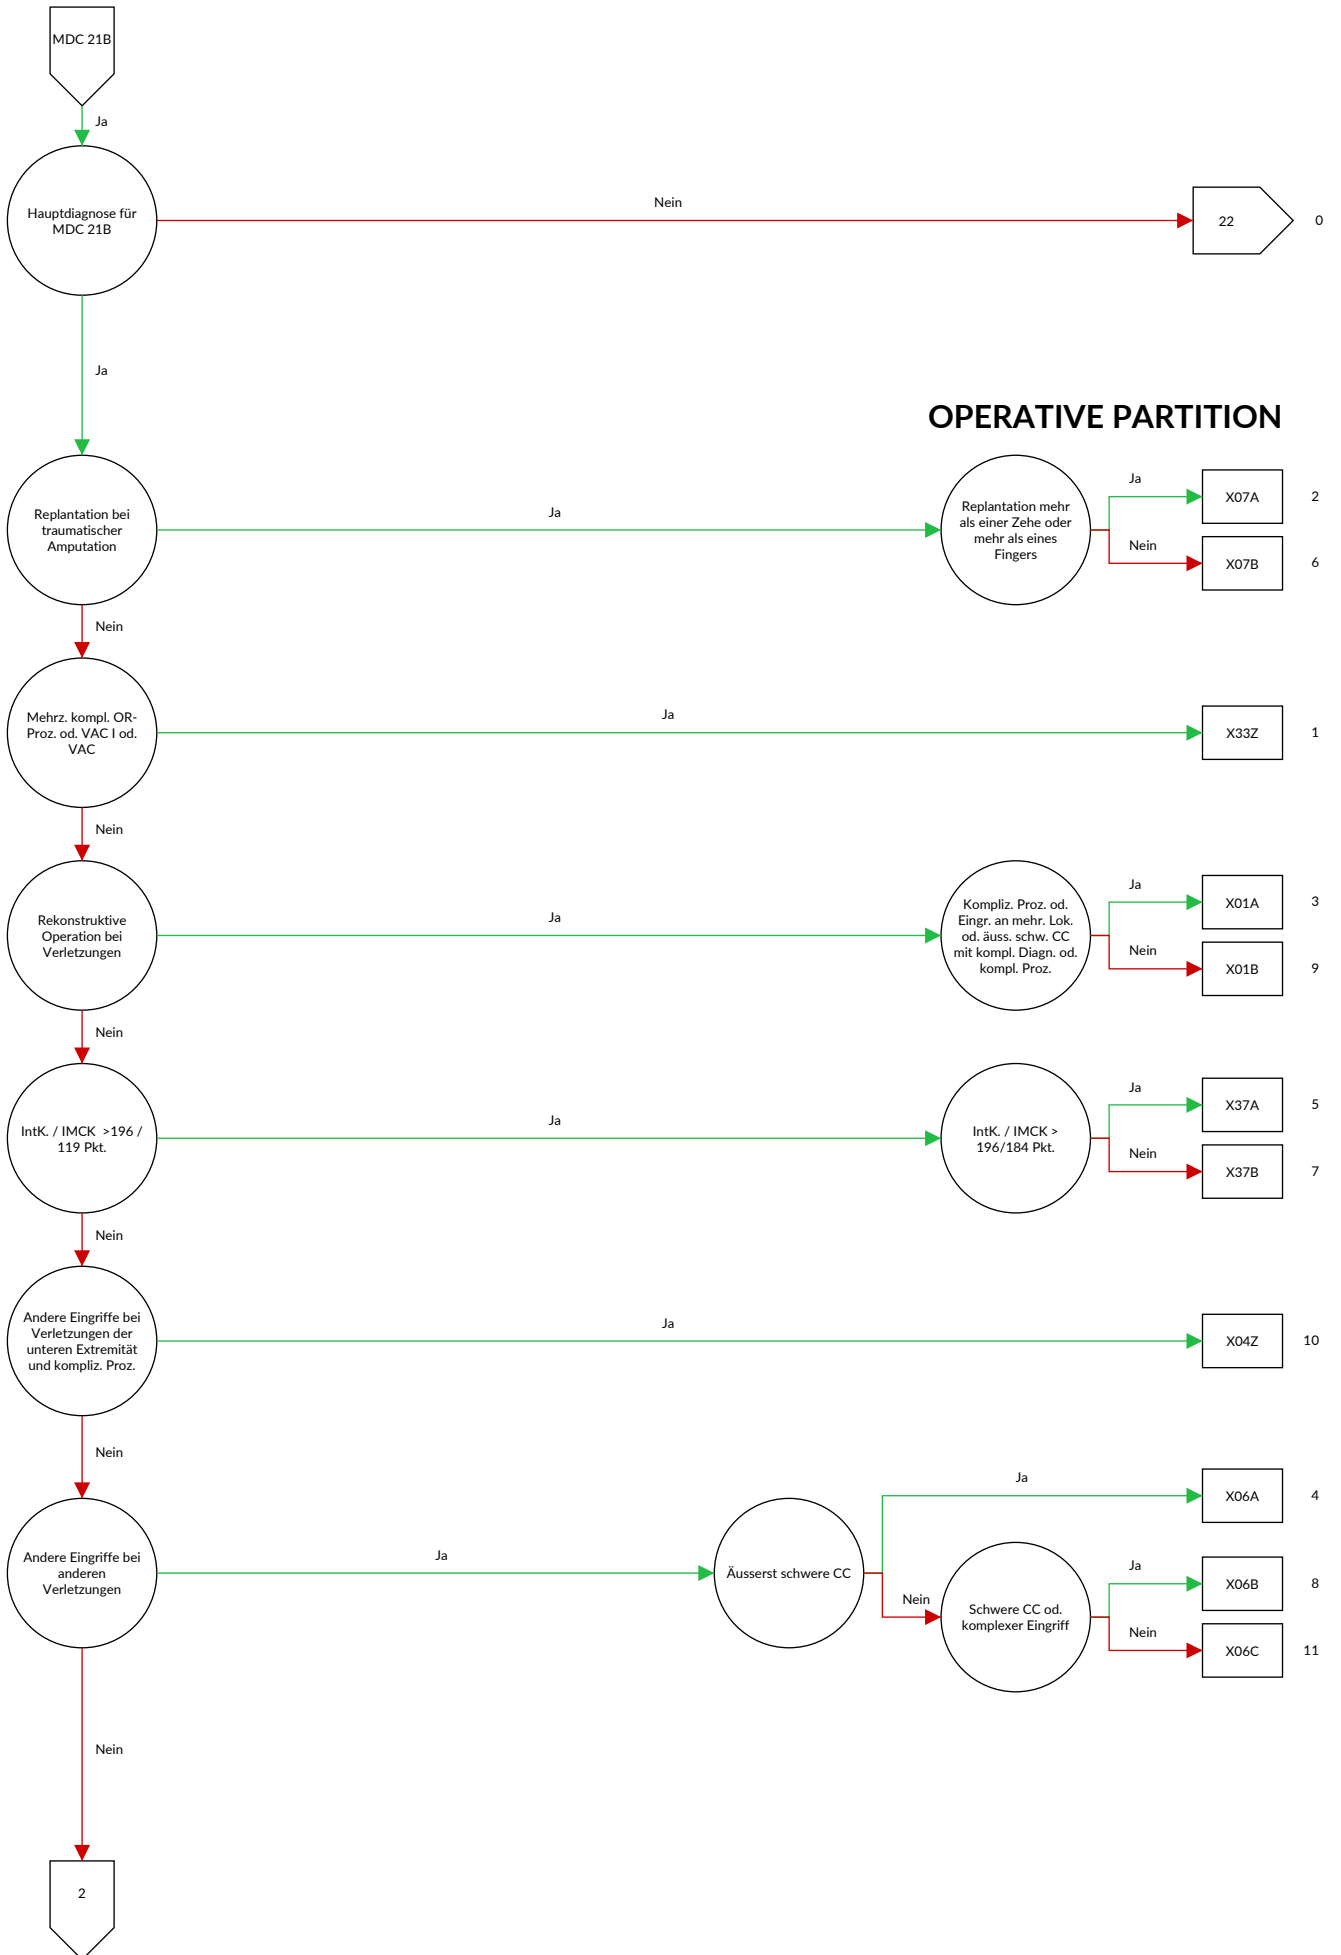 MDC 21B
Ja
Hauptdiagnose für
MDC 21B
Nein
22
0
Ja
OPERATIVE PARTITION
Replantation bei
traumatischer
Amputation
Ja
Replantation mehr
als einer Zehe oder
mehr als eines
Fingers
Ja
X07A
2
Nein
X07B
6
Nein
Mehrz. kompl. OR-
Proz. od. VAC I od.
VAC
Ja
X33Z
1
Nein
Rekonstruktive
Operation bei
Verletzungen
Ja
Kompliz. Proz. od.
Eingr. an mehr. Lok.
od. äuss. schw. CC
mit kompl. Diagn. od.
kompl. Proz.
Ja
X01A
3
Nein
X01B
9
Nein
IntK. / IMCK >196 /
119 Pkt.
Ja
IntK. / IMCK >
196/184 Pkt.
Ja
X37A
5
Nein
X37B
7
Nein
Andere Eingriffe bei
Verletzungen der
unteren Extremität
und kompliz. Proz.
Ja
X04Z
10
Nein
Andere Eingriffe bei
anderen
Verletzungen
Ja
Äusserst schwere CC
Ja
X06A
4
Nein
Schwere CC od.
komplexer Eingriff
Ja
X06B
8
Nein
X06C
11
Nein
2